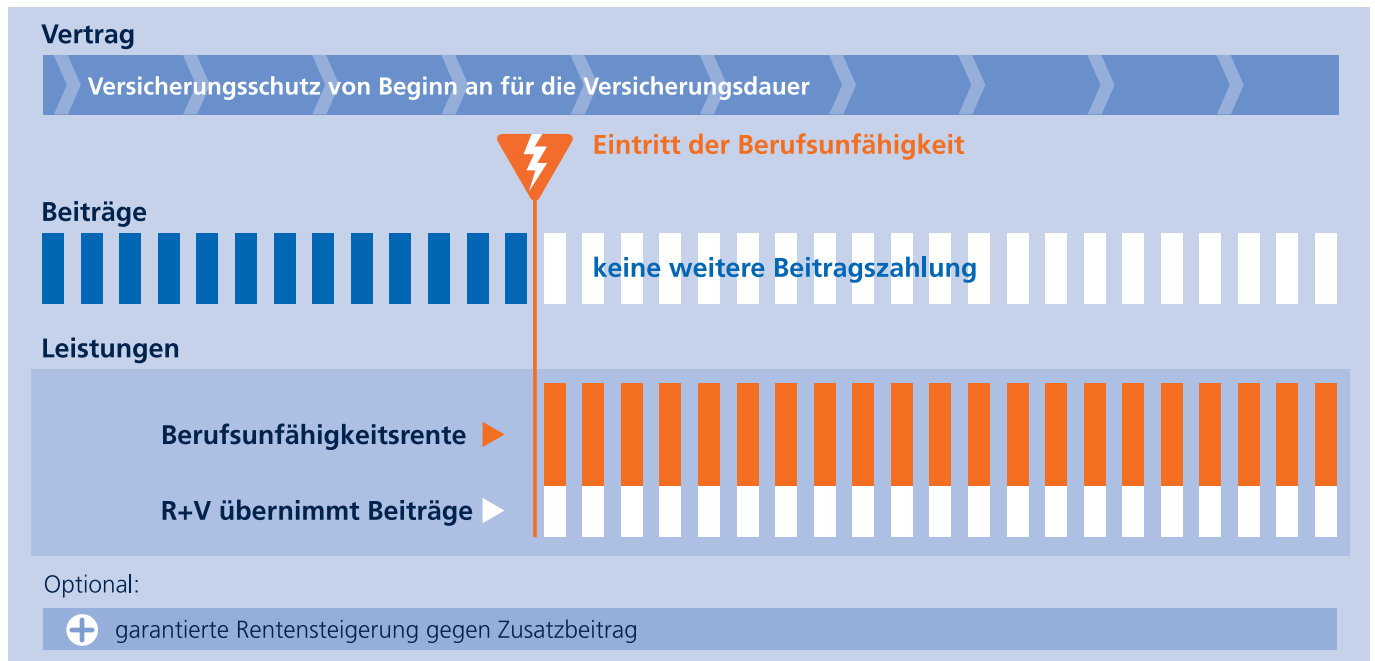 Vertrag
Versicherungsschutz von Beginn an für die Versicherungsdauer
Eintritt der Berufsunfähigkeit
Beiträge
keine weitere Beitragszahlung
Leistungen
Berufsunfähigkeitsrente
R+V übernimmt Beiträge
Optional:
garantierte Rentensteigerung gegen Zusatzbeitrag